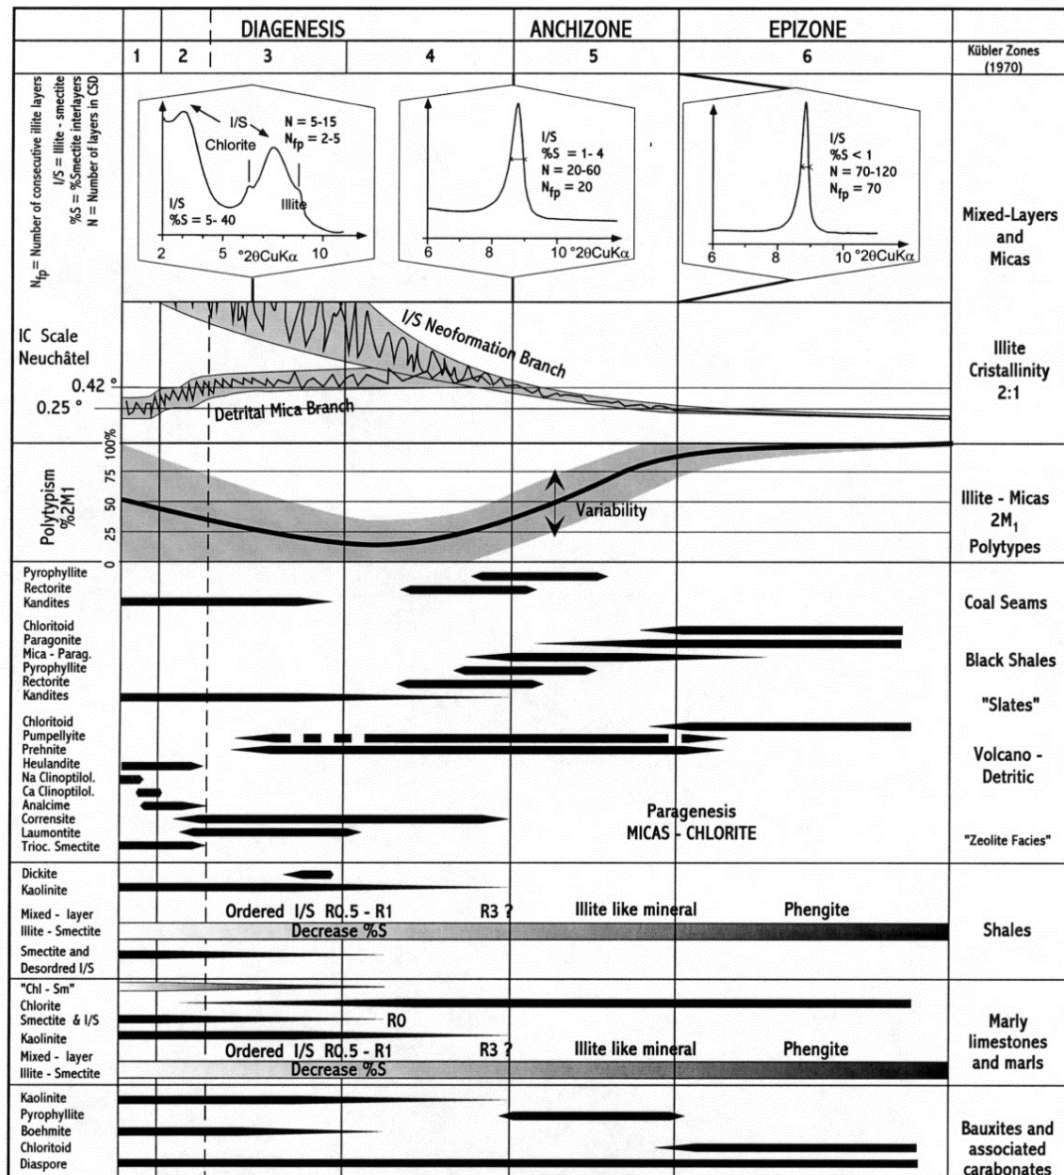 DIAGENESIS ANCHIZONE EPIZONE
1 2 3 4 5 6 Kübler Zones
(1970)
Nfp = Number of consecutive illite layers
I/S = Illite - smectite
%S = %Smectite interlayers
N = Number of layers in CSD
I/S
Chlorite
N = 5-15
Nfp = 2-5
Illite
I/S
%S = 5- 40
2 5 °2θCuKα 10
I/S
%S = 1- 4
N = 20-60
Nfp = 20
6 8 10 °2θCuKα
I/S
%S < 1
N = 70-120
Nfp = 70
6 8 10 °2θCuKα
Mixed-Layers
and
Micas
IC Scale
Neuchâtel
0.42 °
0.25 °
I/S Neoformation Branch
Detrital Mica Branch
Illite
Cristallinity
2:1
Polytypism
%2M1
100%
75
50
25
0
Variability
Illite - Micas
2M1
Polytypes
Pyrophyllite
Rectorite
Kandites
Coal Seams
Chloritoid
Paragonite
Mica - Parag.
Pyrophyllite
Rectorite
Kandites
Black Shales
"Slates"
Chloritoid
Pumpellyite
Prehnite
Heulandite
Na Clinoptilol.
Ca Clinoptilol.
Analcime
Corrensite
Laumontite
Trioc. Smectite
Volcano -
Detritic
Paragenesis
MICAS - CHLORITE
"Zeolite Facies"
Dickite
Kaolinite
Mixed - layer
Illite - Smectite
Smectite and
Desordred I/S
Ordered I/S R0.5 - R1 R3 ? Illite like mineral Phengite
Decrease %S
Shales
"Chl - Sm"
Chlorite
Smectite & I/S
Kaolinite
Mixed - layer
Illite - Smectite
R0
Ordered I/S R0.5 - R1 R3 ? Illite like mineral Phengite
Decrease %S
Marly
limestones
and marls
Kaolinite
Pyrophyllite
Boehmite
Chloritoid
Diaspore
Bauxites and
associated
carabonates